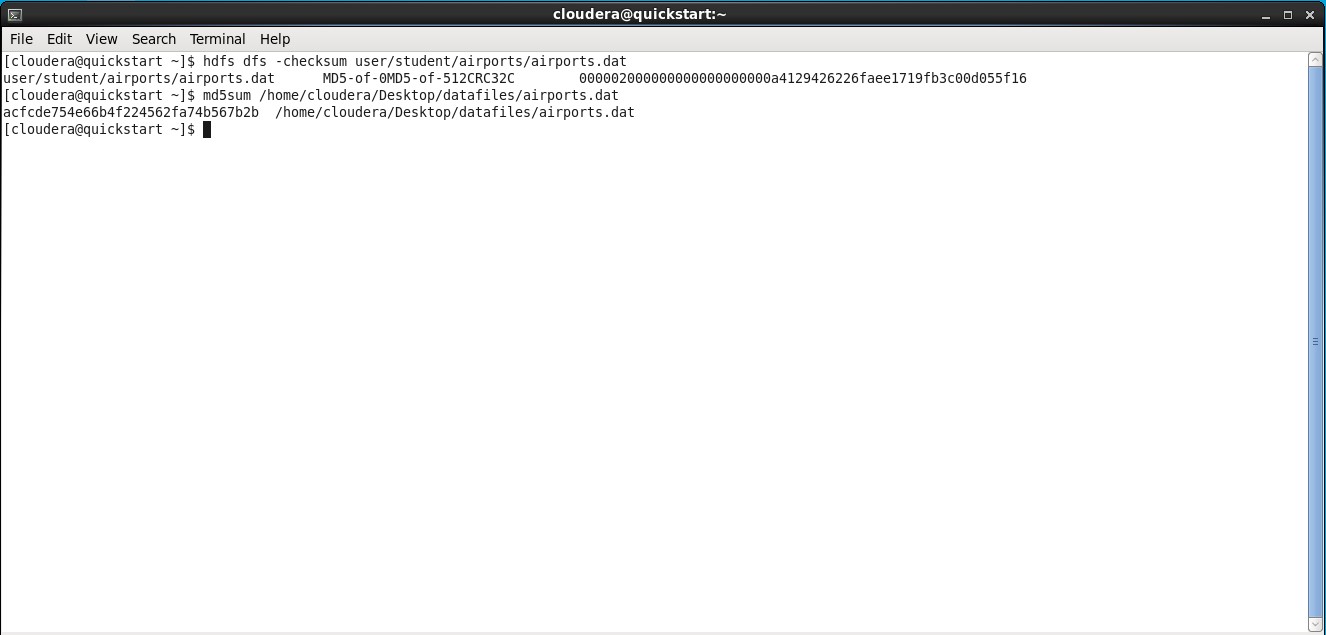 cloudera@quickstart:~
File Edit View Search Terminal Help
[cloudera@quickstart ~]$ hdfs dfs -checksum user/student/airports/airports.dat
user/student/airports/airports.dat MD5-of-0MD5-of-512CRC32C 000002000000000000000000a4129426226faee1719fb3c00d055f16
[cloudera@quickstart ~]$ md5sum /home/cloudera/Desktop/datafiles/airports.dat
acfcde754e66b4f224562fa74b567b2b /home/cloudera/Desktop/datafiles/airports.dat
[cloudera@quickstart ~]$